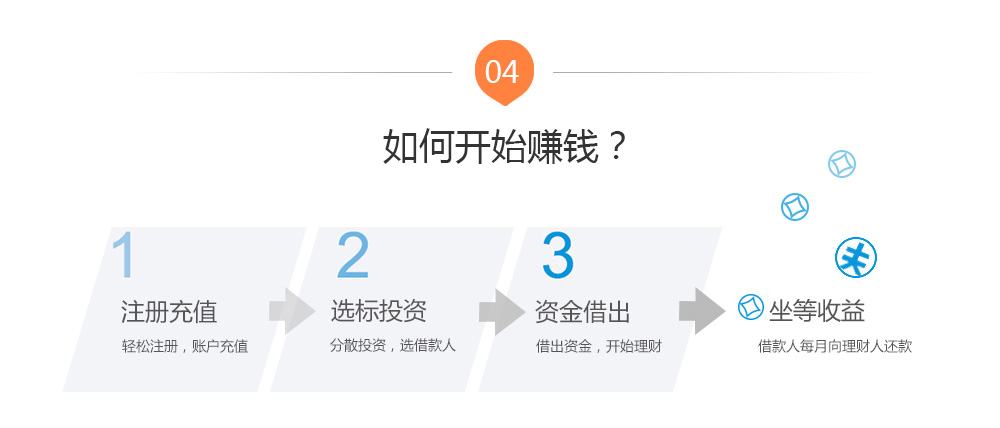 04
如何开始赚钱？
1
注册充值
轻松注册，账户充值
2
选标投资
分散投资，选借款人
3
资金借出
借出资金，开始理财
坐等收益
借款人每月向理财人还款